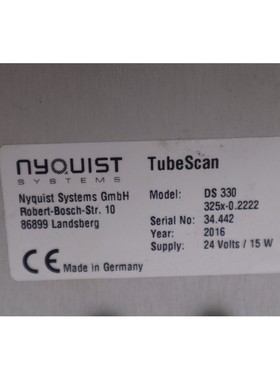 NYQUIST
SYSTEMS
TubeScan
Nyquist Systems GmbH
Robert-Bosch-Str. 10
86899 Landsberg
Model: DS 330
325x-0.2222
Serial No: 34.442
Year: 2016
Supply: 24 Volts / 15 W
CE Made in Germany